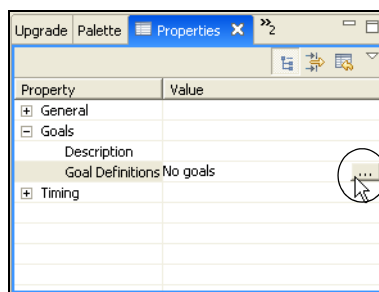 Upgrade Palette Properties »2
Property Value
General
Goals
Description
Goal Definitions No goals
Timing
...